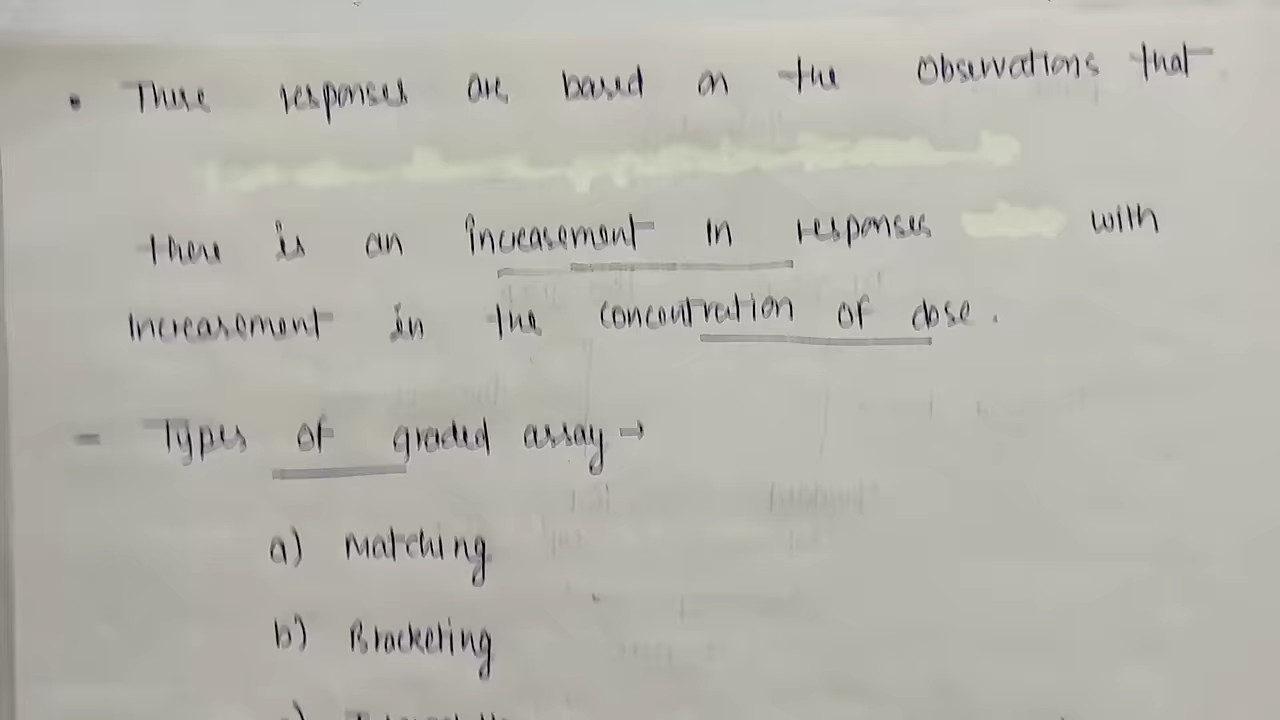 • These responses are based on the observations that
there is an increasement in responses with
increasement in the concentration of dose.
- Types of graded assay →
a) Matching
b) Bracketing